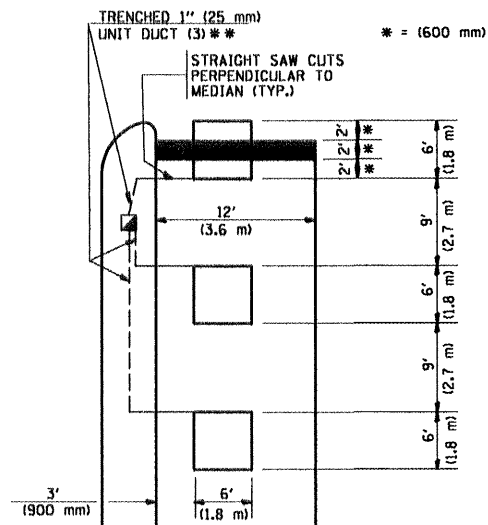 TRENCHED 1" (25 mm)
UNIT DUCT (3) **
* = (600 mm)
STRAIGHT SAW CUTS
PERPENDICULAR TO
MEDIAN (TYP.)
2' *
2' *
2' *
6'
(1.8 m)
12'
(3.6 m)
9'
(2.7 m)
6'
(1.8 m)
9'
(2.7 m)
6'
(1.8 m)
3'
(900 mm)
6'
(1.8 m)